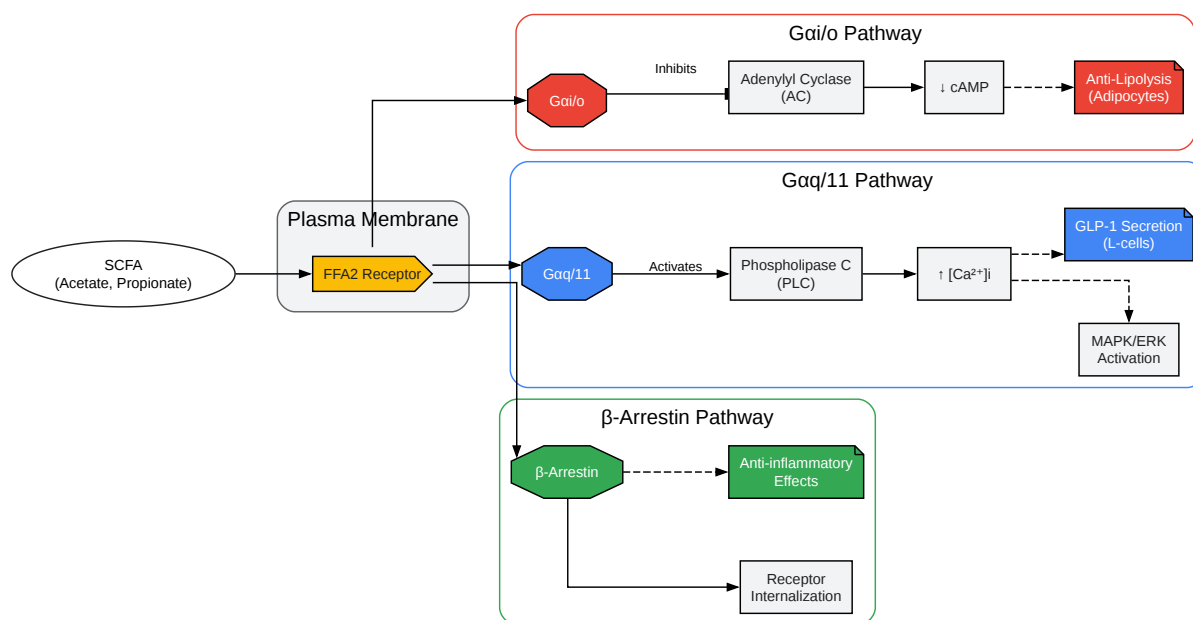 Gαi/o Pathway
Gαi/o
Inhibits
Adenylyl Cyclase
(AC)
↓ cAMP
Anti-Lipolysis
(Adipocytes)
Gαq/11 Pathway
Plasma Membrane
SCFA
(Acetate, Propionate)
FFA2 Receptor
Gαq/11
Activates
Phospholipase C
(PLC)
↑ [Ca²⁺]i
GLP-1 Secretion
(L-cells)
MAPK/ERK
Activation
β-Arrestin Pathway
β-Arrestin
Anti-inflammatory
Effects
Receptor
Internalization